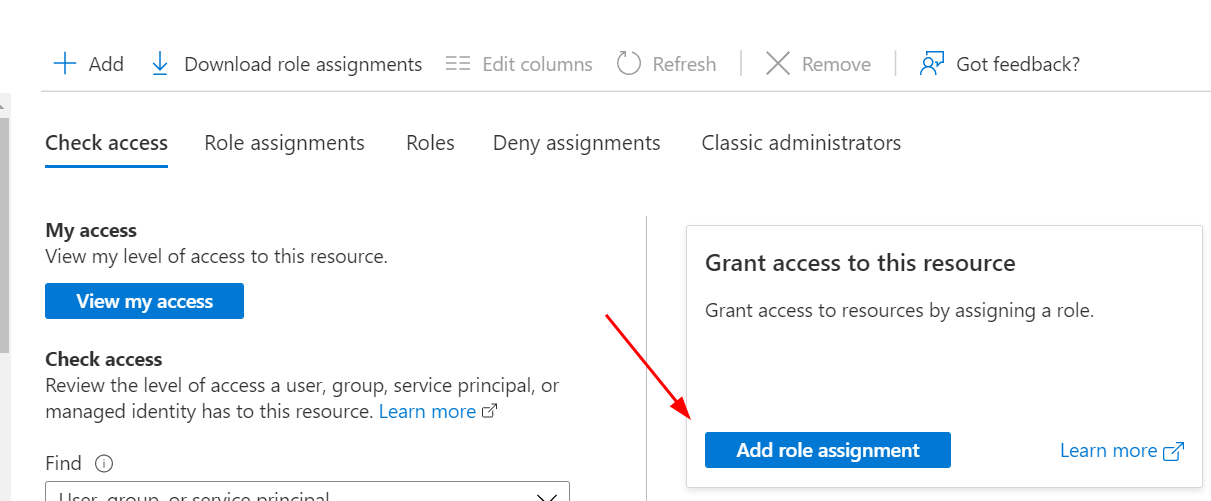 Add Download role assignments Edit columns Refresh Remove Got feedback?
Check access Role assignments Roles Deny assignments Classic administrators
My access
View my level of access to this resource.
View my access
Check access
Review the level of access a user, group, service principal, or
managed identity has to this resource. Learn more
Find
User, group, or service principal
Grant access to this resource
Grant access to resources by assigning a role.
Add role assignment Learn more